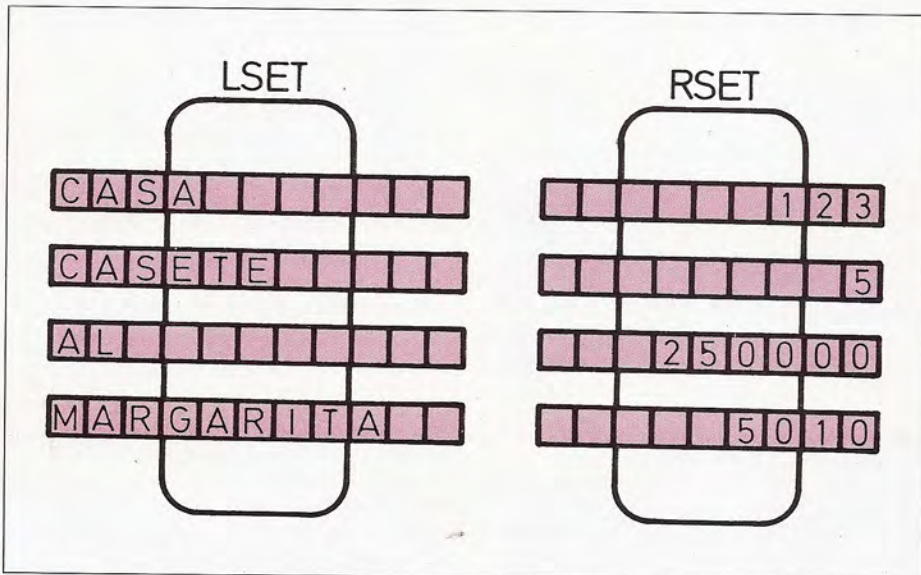 LSET
CASA
CASETE
AL
MARGARITA
RSET
123
5
250000
5010